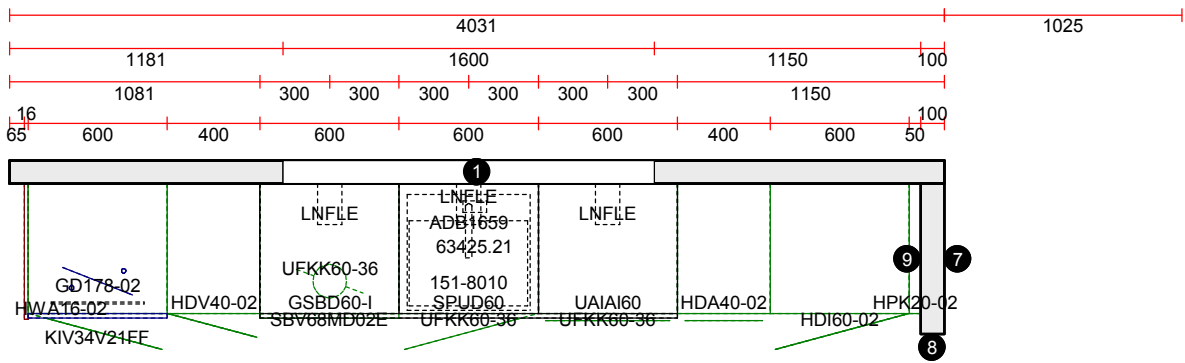 4031 1025
1181 1600 1150 100
1081 300 300 300 300 300 300 1150
16 100
65 600 400 600 600 600 400 600 50
1
LNFLE LNFLE LNFLE
ADB1659
63425.21
9 7
UFKK60-36
GD178-02 151-8010
HWA16-02 HDV40-02 GSBD60-I SPUD60 UAIAI60 HDA40-02 HPK20-02
SBV68MD02E UFKK60-36 UFKK60-36 HDI60-02
KIV34V21FF
8